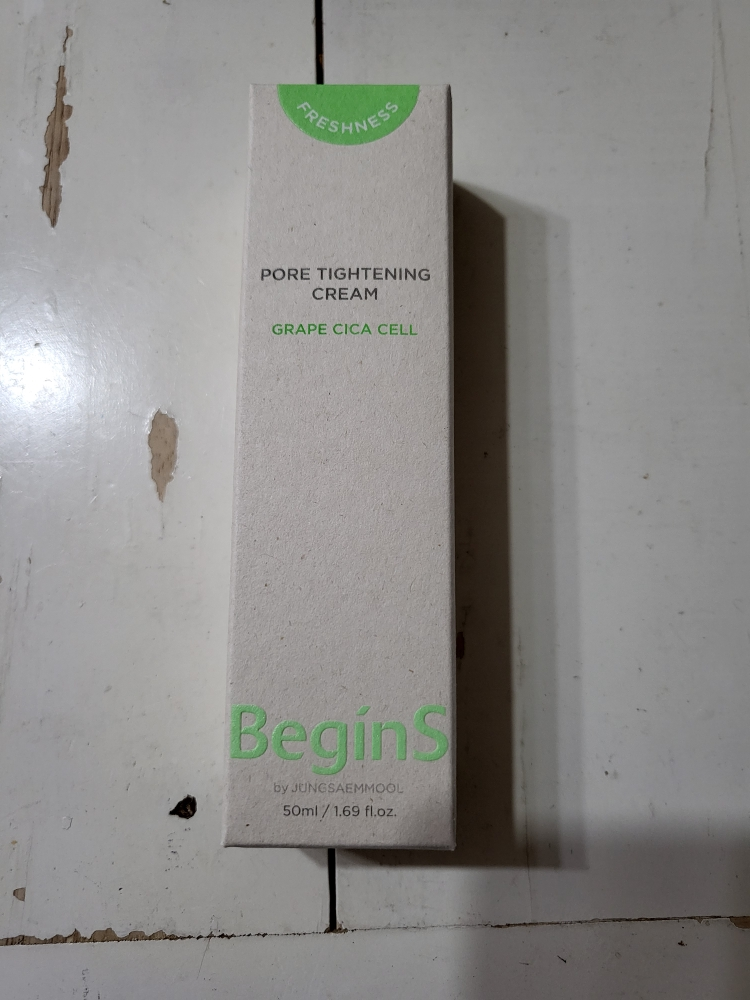 FRESHNESS
PORE TIGHTENING
CREAM
GRAPE CICA CELL
BeginS
by JUNGSAEMMOOL
50ml / 1.69 fl.oz.